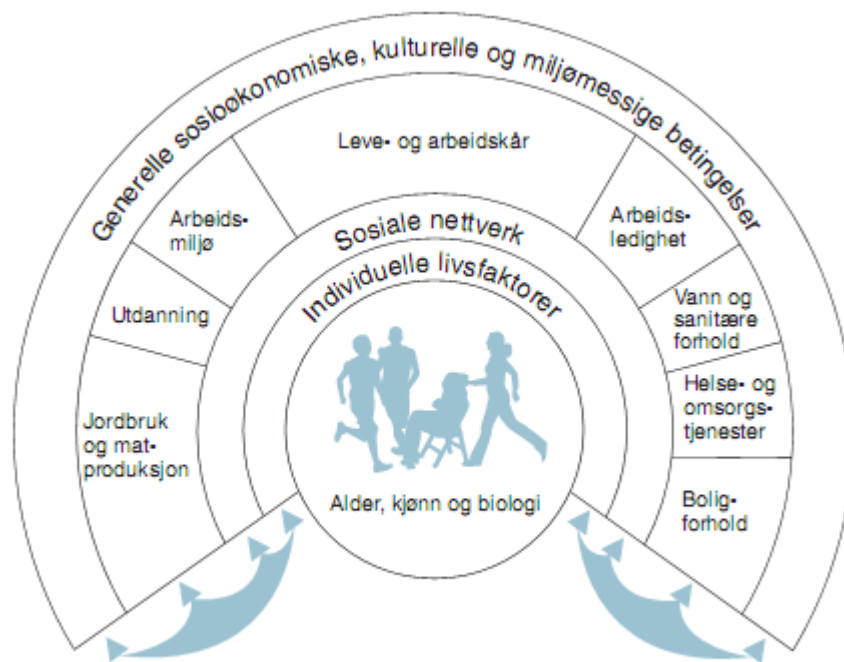 Generelle sosioøkonomiske, kulturelle og miljømessige betingelser
Leve- og arbeidskår
Arbeids-
miljø
Utdanning
Jordbruk
og mat-
produksjon
Arbeids-
ledighet
Vann og
sanitære
forhold
Helse- og
omsorgs-
tjenester
Bolig-
forhold
Sosiale nettverk
Individuelle livsfaktorer
Alder, kjønn og biologi